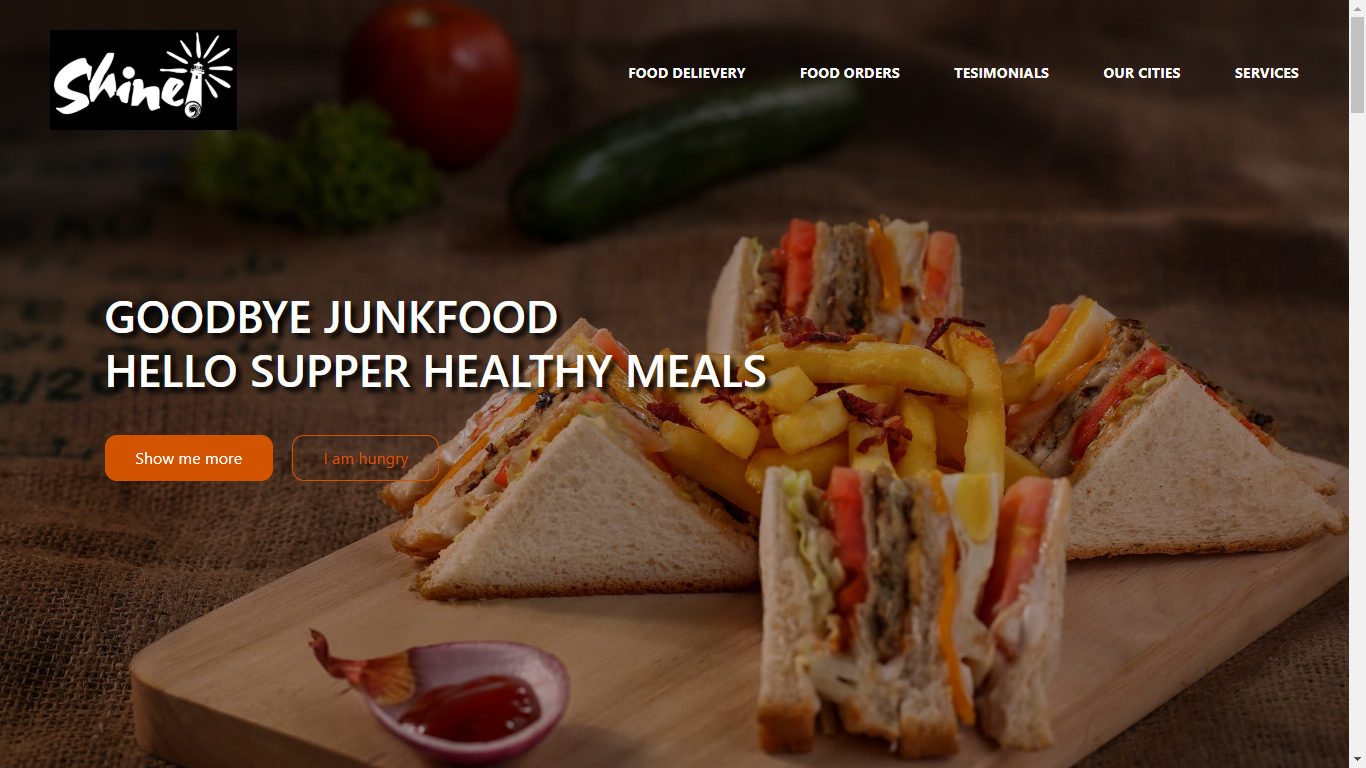 Shine!
FOOD DELIEVERY
FOOD ORDERS
TESIMONIALS
OUR CITIES
SERVICES
GOODBYE JUNKFOOD
HELLO SUPPER HEALTHY MEALS
Show me more
I am hungry